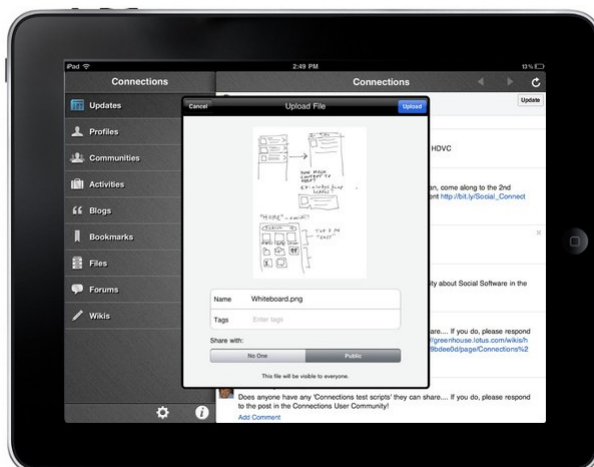 iPad
2:49 PM
13%
Connections
Connections
Updates
Profiles
Communities
Activities
Blogs
Bookmarks
Files
Forums
Wikis
Update
Cancel
Upload File
Upload
"MORE"
Name Whiteboard.png
Tags Enter tags
Share with:
No One
Public
This file will be visible to everyone.
HDVC
an, come along to the 2nd
http://bit.ly/Social_Connect
ity about Social Software in the
are.... If you do, please respond
/greenhouse.lotus.com/wikis/h
9bdee0d/page/Connections%2
Does anyone have any 'Connections test scripts' they can share.... If you do, please respond
to the post in the Connections User Community!
Add Comment